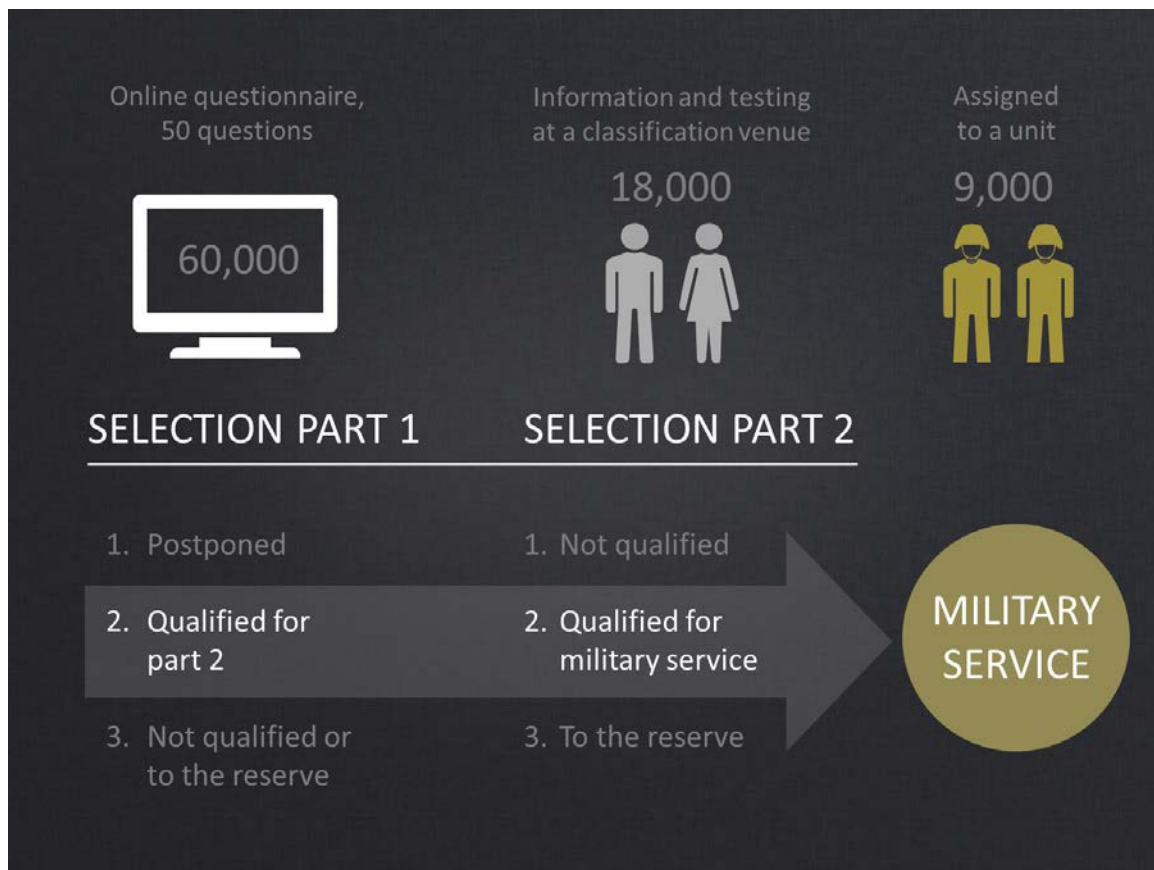 Online questionnaire,
50 questions
60,000
Information and testing
at a classification venue
18,000
Assigned
to a unit
9,000
SELECTION PART 1
SELECTION PART 2
1. Postponed
2. Qualified for
part 2
3. Not qualified or
to the reserve
1. Not qualified
2. Qualified for
military service
3. To the reserve
MILITARY
SERVICE